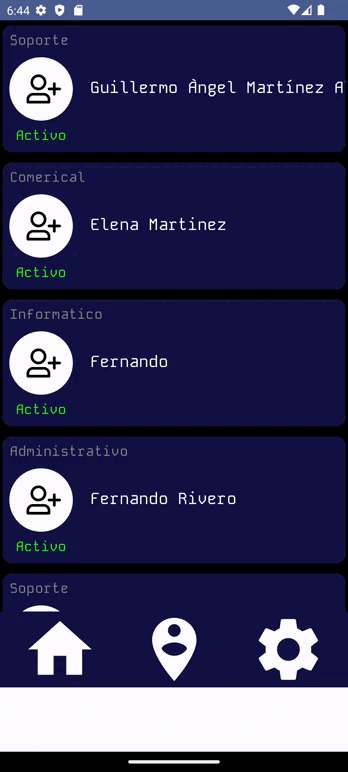 6:44
Soporte
Guillermo Àngel Martínez A
Activo
Comerical
Elena Martinez
Activo
Informatico
Fernando
Activo
Administrativo
Fernando Rivero
Activo
Soporte